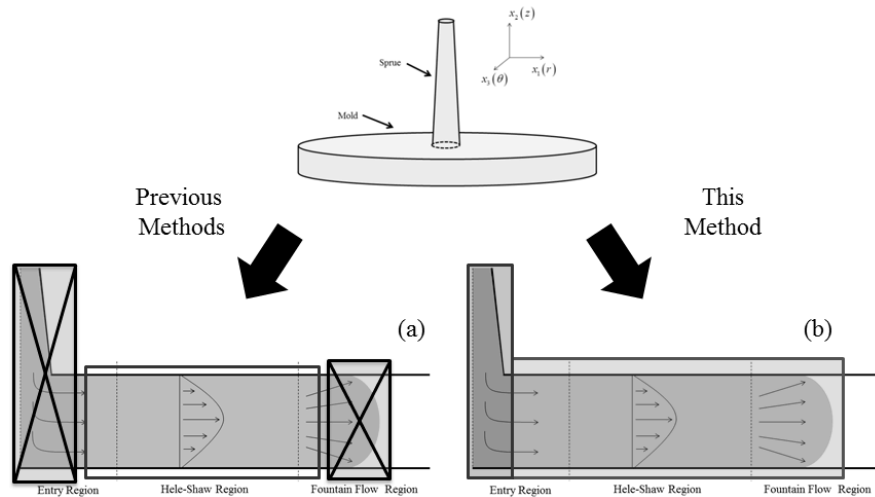 x₂(z)
Sprue
x₁(r)
x₃(θ)
Mold
Previous
Methods
This
Method
(a)
(b)
Entry Region
Hele-Shaw Region
Fountain Flow Region
Entry Region
Hele-Shaw Region
Fountain Flow Region